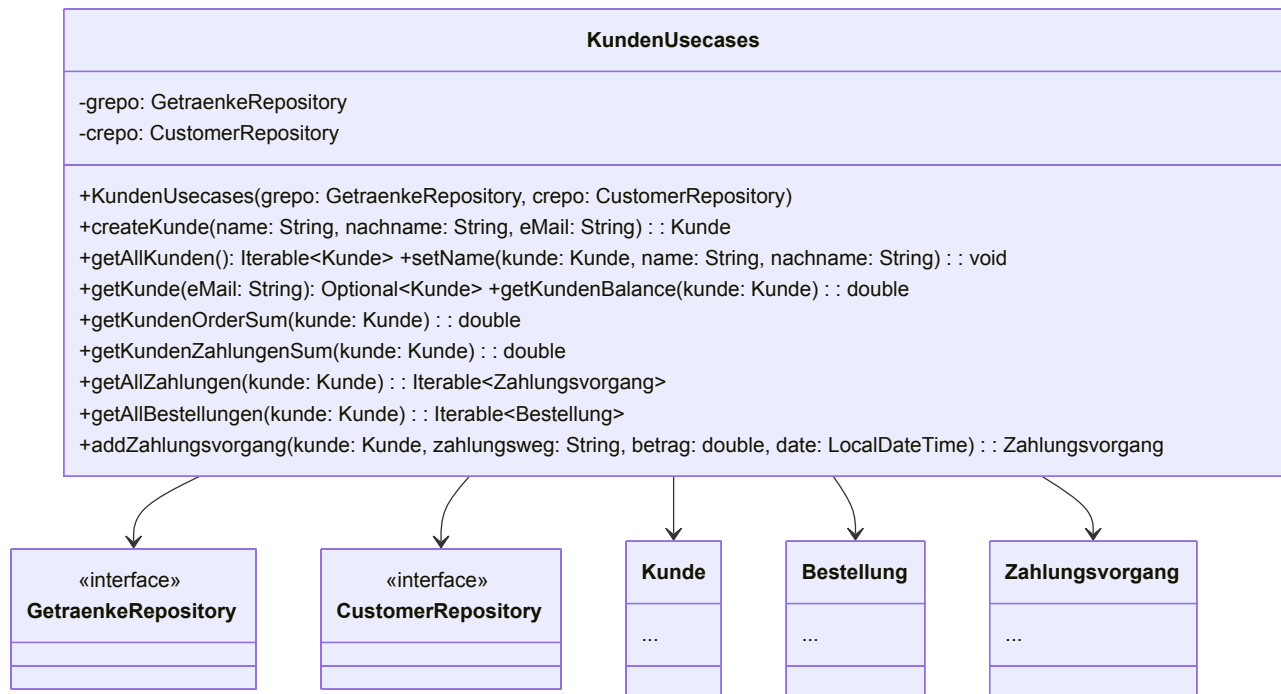 KundenUsecases
-grepo: GetraenkeRepository
-crepo: CustomerRepository
+KundenUsecases(grepo: GetraenkeRepository, crepo: CustomerRepository)
+createKunde(name: String, nachname: String, eMail: String) : : Kunde
+getAllKunden(): Iterable<Kunde> +setName(kunde: Kunde, name: String, nachname: String) : : void
+getKunde(eMail: String): Optional<Kunde> +getKundenBalance(kunde: Kunde) : : double
+getKundenOrderSum(kunde: Kunde) : : double
+getKundenZahlungenSum(kunde: Kunde) : : double
+getAllZahlungen(kunde: Kunde) : : Iterable<Zahlungsvorgang>
+getAllBestellungen(kunde: Kunde) : : Iterable<Bestellung>
+addZahlungsvorgang(kunde: Kunde, zahlungsweg: String, betrag: double, date: LocalDateTime) : : Zahlungsvorgang
«interface»
GetraenkeRepository
«interface»
CustomerRepository
Kunde
...
Bestellung
...
Zahlungsvorgang
...